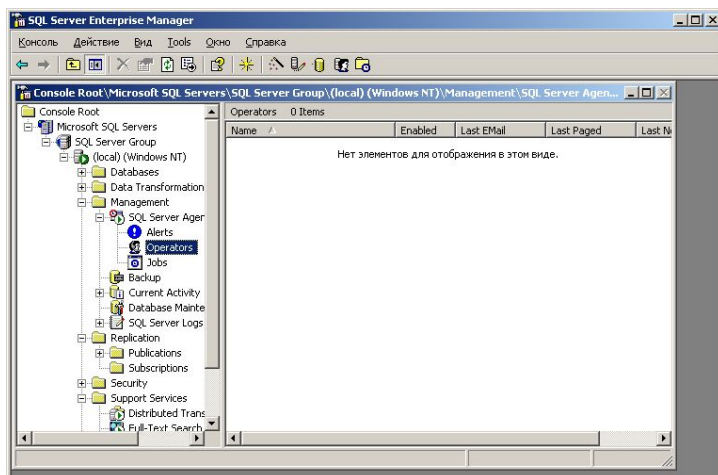 SQL Server Enterprise Manager
Консоль Действие Вид Tools Окно Справка
Console Root\Microsoft SQL Servers\SQL Server Group\(local) (Windows NT)\Management\SQL Server Agen...
Console Root
Microsoft SQL Servers
SQL Server Group
(local) (Windows NT)
Databases
Data Transformation
Management
SQL Server Ager
Alerts
Operators
Jobs
Backup
Current Activity
Database Mainte
SQL Server Logs
Replication
Publications
Subscriptions
Security
Support Services
Distributed Trans
Full-Text Search
Operators 0 Items
Name Enabled Last EMail Last Paged Last Ne
Нет элементов для отображения в этом виде.